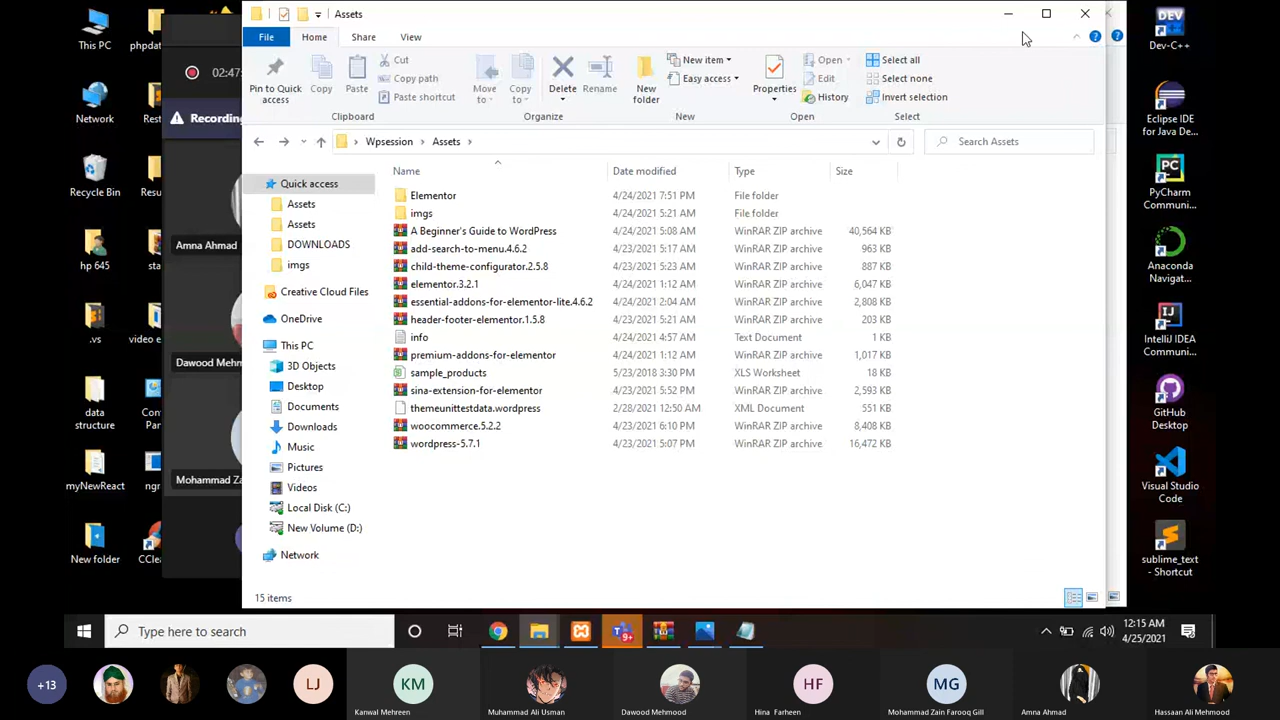 Assets
File
Home
Share
View
Pin to Quick
access
Copy
Paste
Cut
Copy path
Paste shortcut
Clipboard
Move
to
Copy
to
Delete
Rename
Organize
New
folder
New item
Easy access
New
Properties
Open
Edit
History
Open
Select all
Select none
Invert selection
Select
Wpsession
Assets
Search Assets
Name
Date modified
Type
Size
Quick access
Assets
Assets
DOWNLOADS
imgs
Creative Cloud Files
OneDrive
This PC
3D Objects
Desktop
Documents
Downloads
Music
Pictures
Videos
Local Disk (C:)
New Volume (D:)
Network
Elementor 4/24/2021 7:51 PM File folder
imgs 4/24/2021 5:21 AM File folder
A Beginner's Guide to WordPress 4/24/2021 5:08 AM WinRAR ZIP archive 40,564 KB
add-search-to-menu.4.6.2 4/23/2021 5:17 AM WinRAR ZIP archive 963 KB
child-theme-configurator.2.5.8 4/23/2021 5:23 AM WinRAR ZIP archive 887 KB
elementor.3.2.1 4/24/2021 1:12 AM WinRAR ZIP archive 6,047 KB
essential-addons-for-elementor-lite.4.6.2 4/24/2021 2:04 AM WinRAR ZIP archive 2,808 KB
header-footer-elementor.1.5.8 4/23/2021 5:21 AM WinRAR ZIP archive 203 KB
info 4/24/2021 4:57 AM Text Document 1 KB
premium-addons-for-elementor 4/24/2021 1:12 AM WinRAR ZIP archive 1,017 KB
sample_products 5/23/2018 3:30 PM XLS Worksheet 18 KB
sina-extension-for-elementor 4/23/2021 5:52 PM WinRAR ZIP archive 2,593 KB
themeunittestdata.wordpress 2/28/2021 12:50 AM XML Document 551 KB
woocommerce.5.2.2 4/23/2021 6:10 PM WinRAR ZIP archive 8,408 KB
wordpress-5.7.1 4/23/2021 5:07 PM WinRAR ZIP archive 16,472 KB
15 items
This PC
phpdat
Network
Rest
Recycle Bin
Resu
hp 645
sta
.vs
video e
data
structure
Cont
Par
myNewReact
ngr
New folder
CClea
02:47:
Recording
Amna Ahmad
Dawood Mehm
Mohammad Za
Dev-C++
Eclipse IDE
for Java De...
PyCharm
Communi...
Anaconda
Navigat...
IntelliJ IDEA
Communi...
GitHub
Desktop
Visual Studio
Code
sublime_text
- Shortcut
Type here to search
9+
12:15 AM
4/25/2021
+13
LJ
KM
Kanwal Mehreen
Muhammad Ali Usman
Dawood Mehmood
HF
Hina Farheen
MG
Mohammad Zain Farooq Gill
Amna Ahmad
Hassaan Ali Mehmood